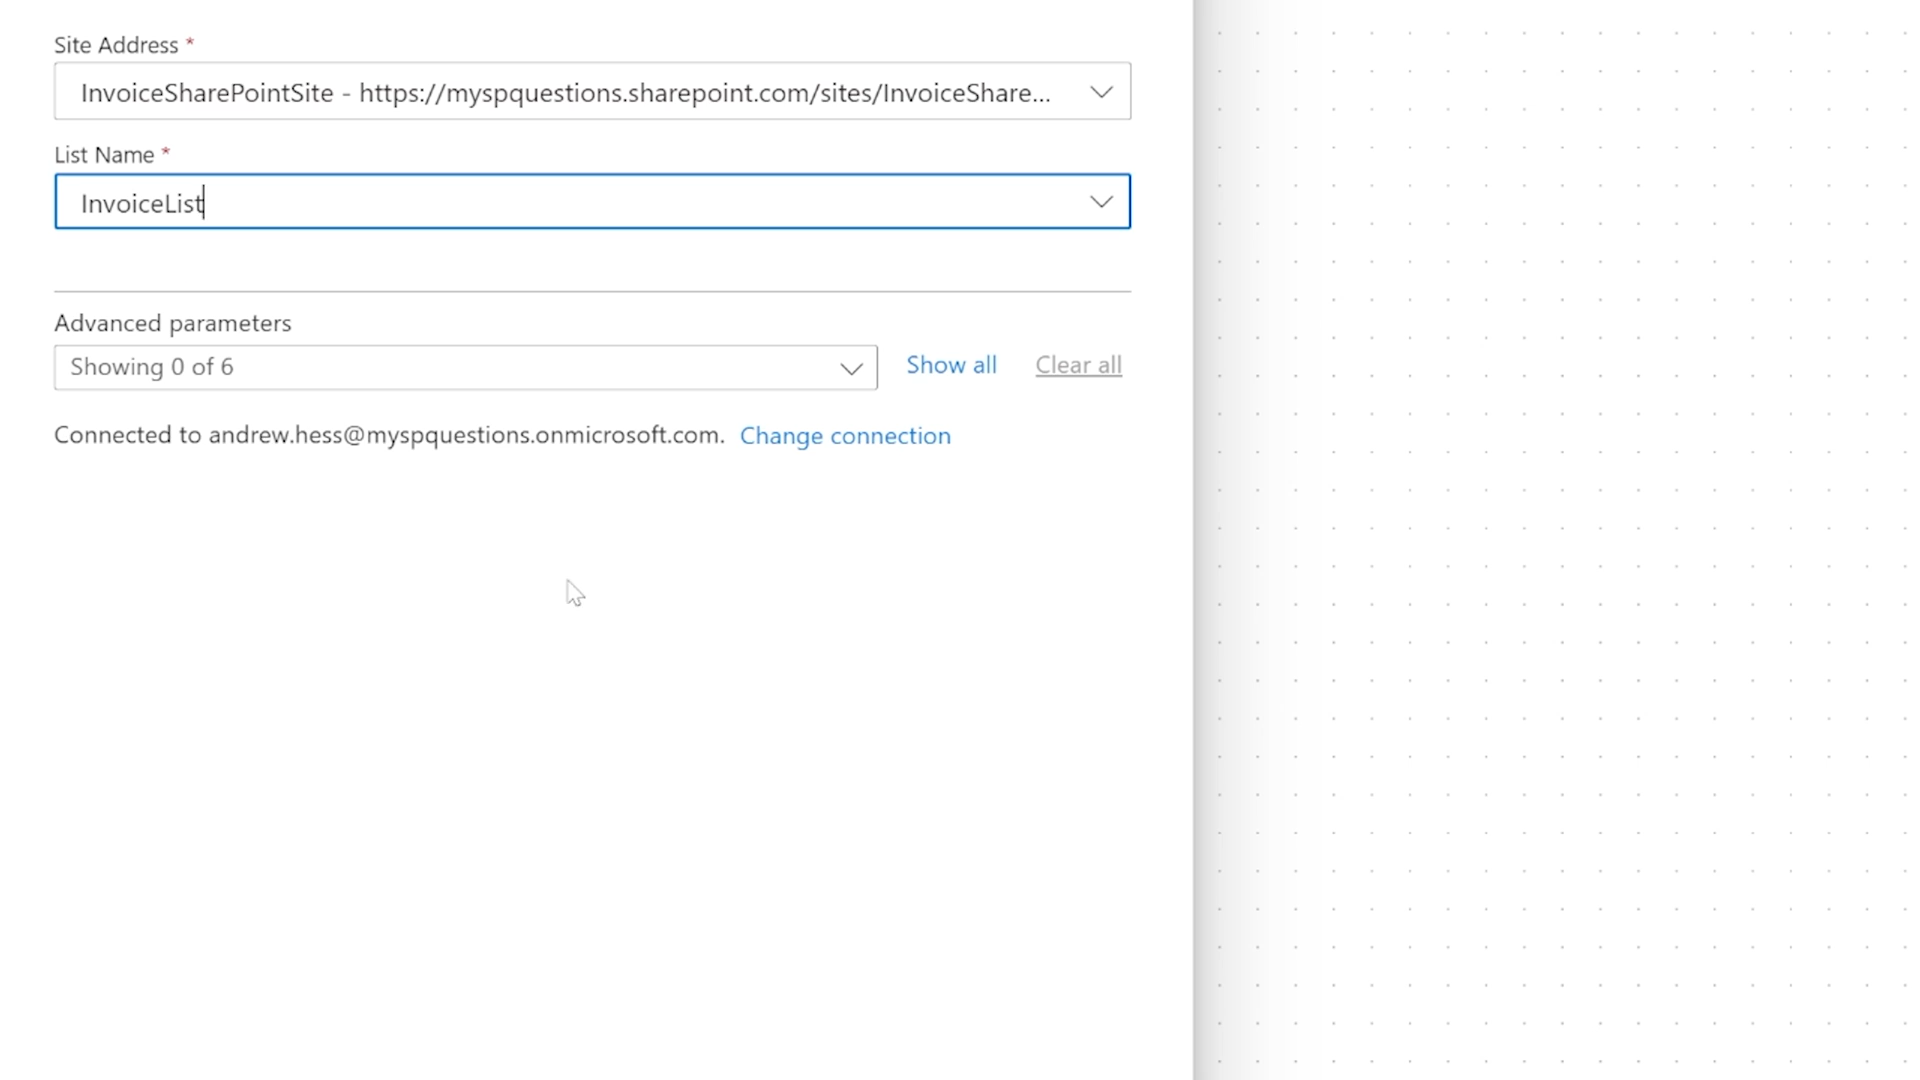 Site Address *
InvoiceSharePointSite - https://myspquestions.sharepoint.com/sites/InvoiceShare...
List Name *
InvoiceList
Advanced parameters
Showing 0 of 6
Show all
Clear all
Connected to andrew.hess@myspquestions.onmicrosoft.com. Change connection